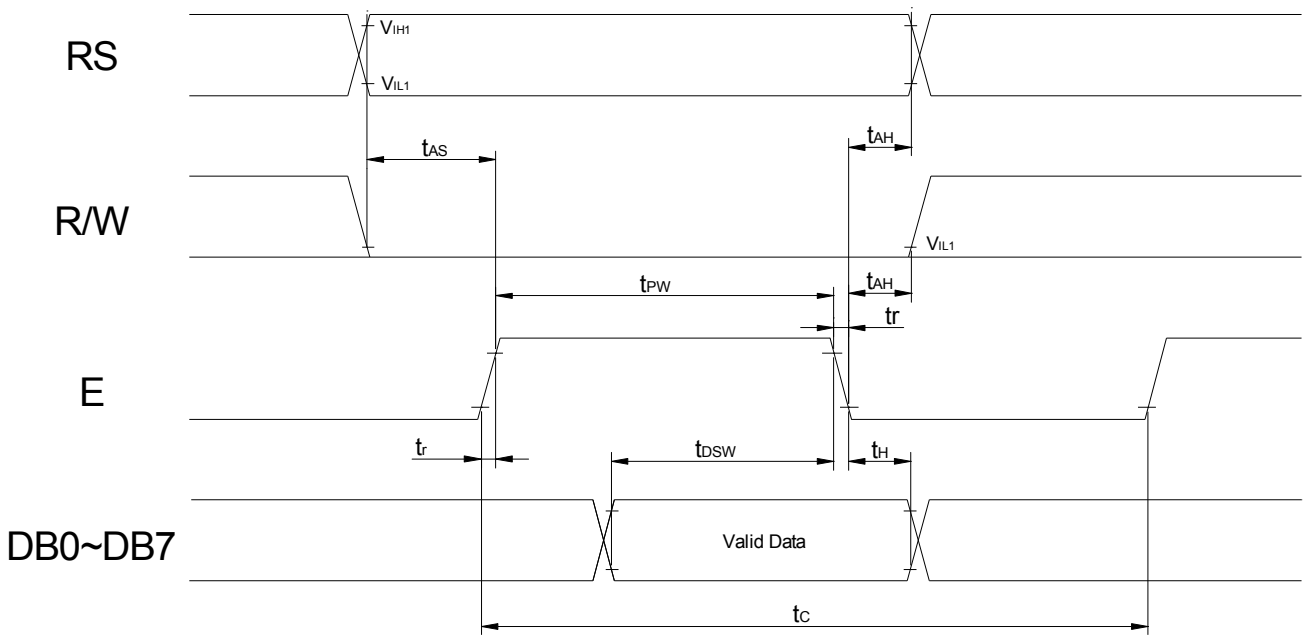 RS
VIH1
VIL1
tAS
tAH
R/W
VIL1
tPW
tAH
tr
E
tr
tDSW
tH
DB0~DB7
Valid Data
tC